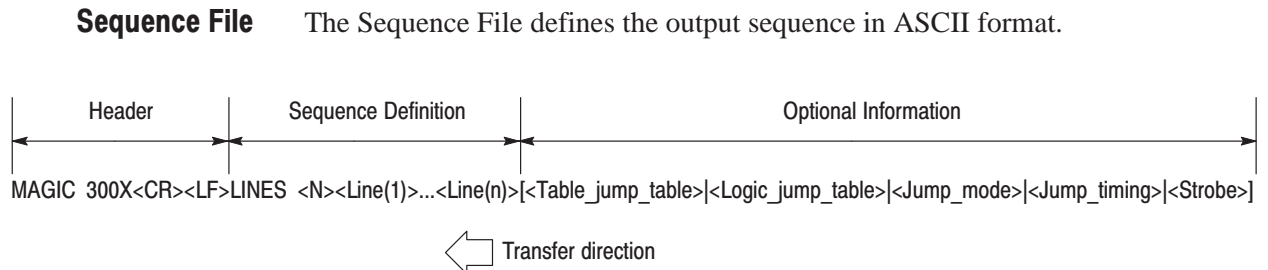 Sequence File The Sequence File defines the output sequence in ASCII format.
Header Sequence Definition Optional Information
MAGIC 300X<CR><LF>LINES <N><Line(1)>...<Line(n)>[<Table_jump_table>|<Logic_jump_table>|<Jump_mode>|<Jump_timing>|<Strobe>]
Transfer direction